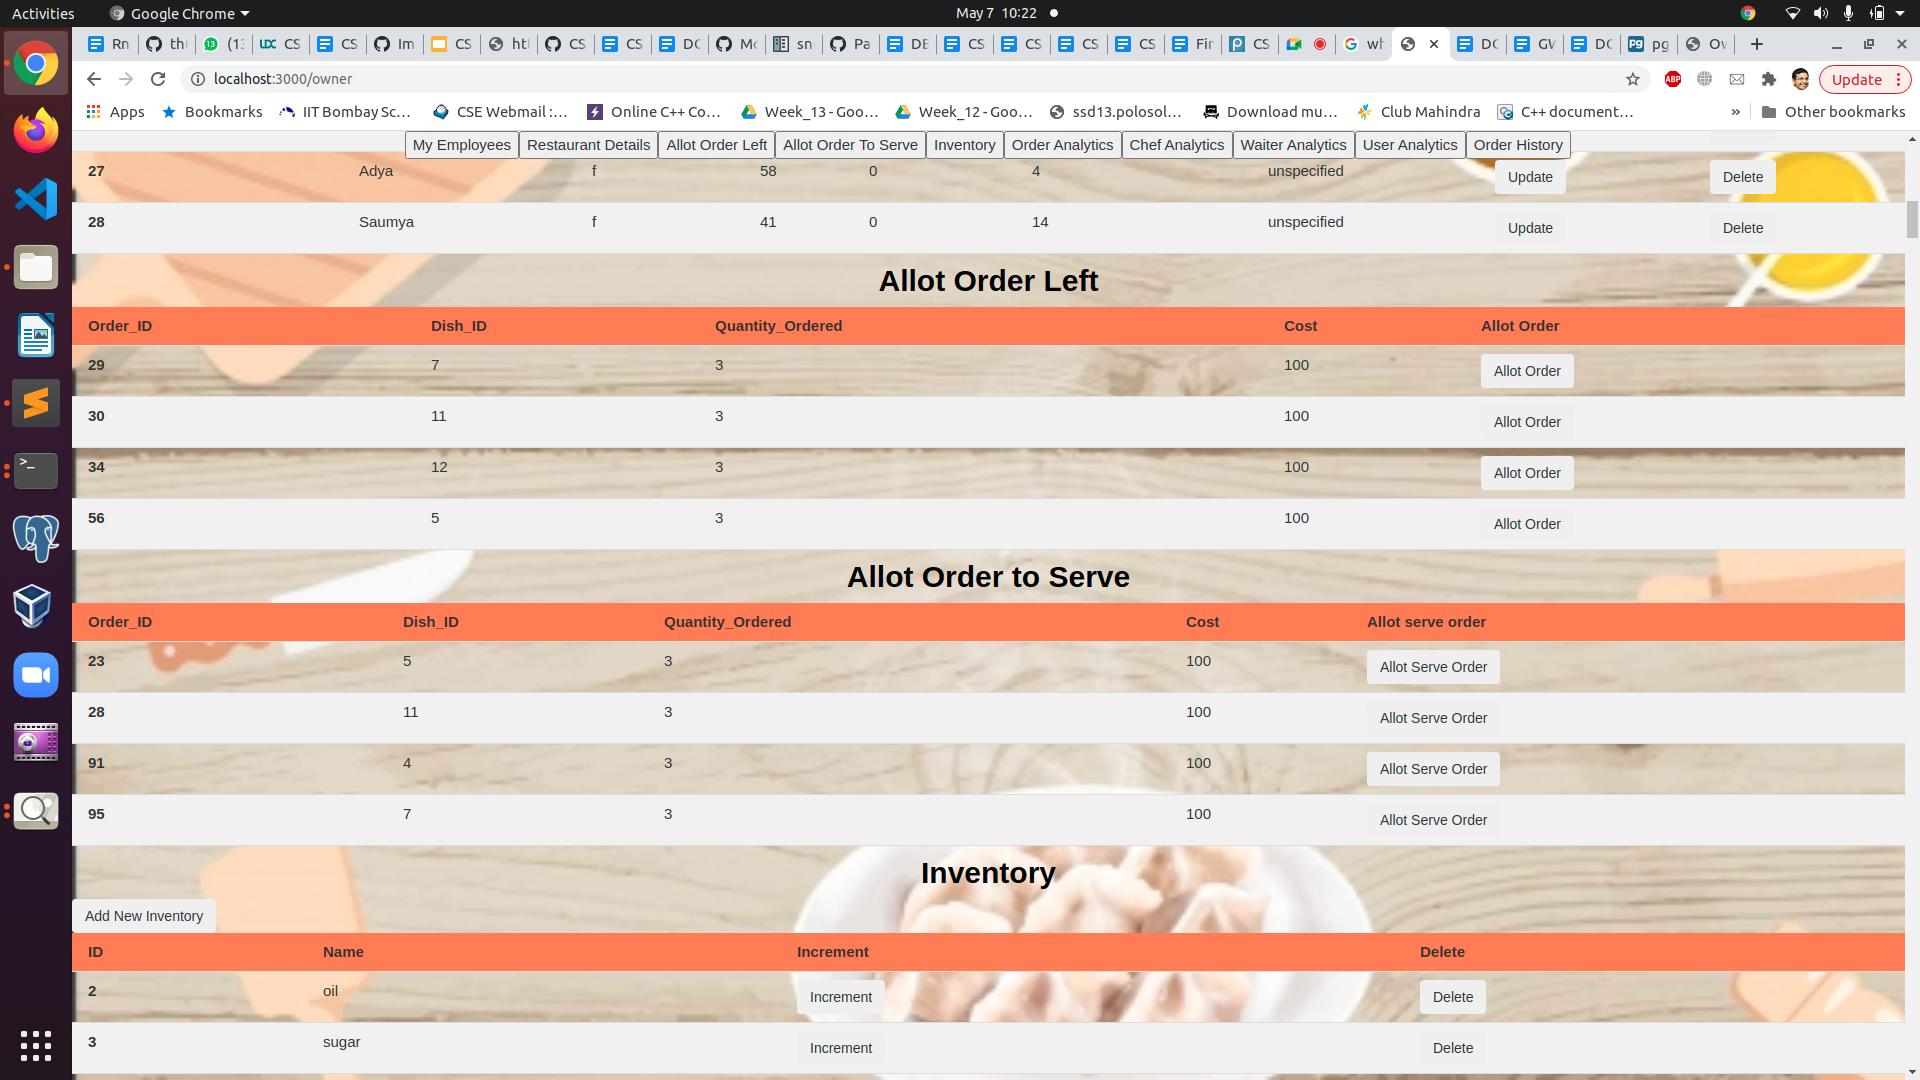 Activities Google Chrome May 7 10:22
Rn th (13 CS CS Im CS ht CS CS DC Mc sn Pa DE CS CS CS CS Fir CS wh DC GV DC pg Ov
localhost:3000/owner ABP Update
Apps Bookmarks IIT Bombay Sc… CSE Webmail :… Online C++ Co… Week_13 - Goo… Week_12 - Goo… ssd13.polosol… Download mu… Club Mahindra C++ document… » Other bookmarks
My Employees Restaurant Details Allot Order Left Allot Order To Serve Inventory Order Analytics Chef Analytics Waiter Analytics User Analytics Order History
27 Adya f 58 0 4 unspecified Update Delete
28 Saumya f 41 0 14 unspecified Update Delete
Allot Order Left
Order_ID Dish_ID Quantity_Ordered Cost Allot Order
29 7 3 100 Allot Order
30 11 3 100 Allot Order
34 12 3 100 Allot Order
56 5 3 100 Allot Order
Allot Order to Serve
Order_ID Dish_ID Quantity_Ordered Cost Allot serve order
23 5 3 100 Allot Serve Order
28 11 3 100 Allot Serve Order
91 4 3 100 Allot Serve Order
95 7 3 100 Allot Serve Order
Inventory
Add New Inventory
ID Name Increment Delete
2 oil Increment Delete
3 sugar Increment Delete